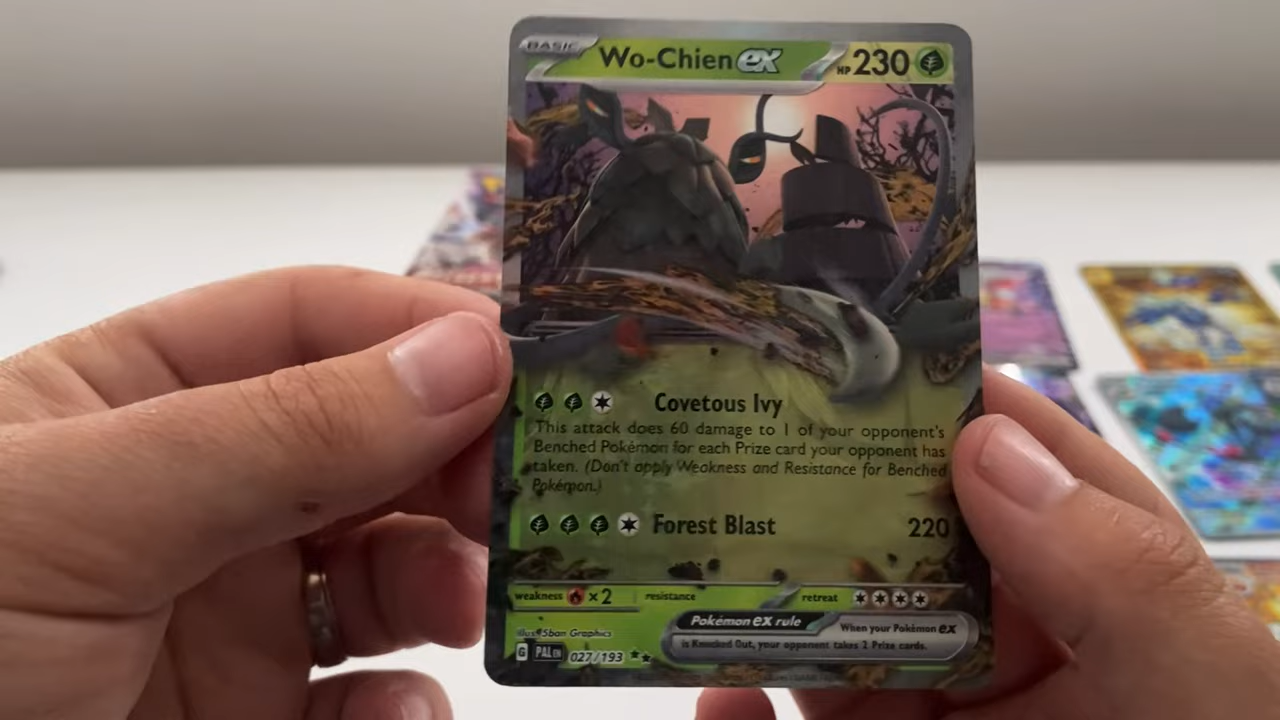 BASIC Wo-Chien ex HP 230
Covetous Ivy
This attack does 60 damage to 1 of your opponent's
Benched Pokémon for each Prize card your opponent has
taken. (Don't apply Weakness and Resistance for Benched
Pokémon.)
Forest Blast 220
weakness ×2 resistance retreat
Pokémon ex rule When your Pokémon ex
is Knocked Out, your opponent takes 2 Prize cards.
Illus. 5ban Graphics
G PAL EN 027/193